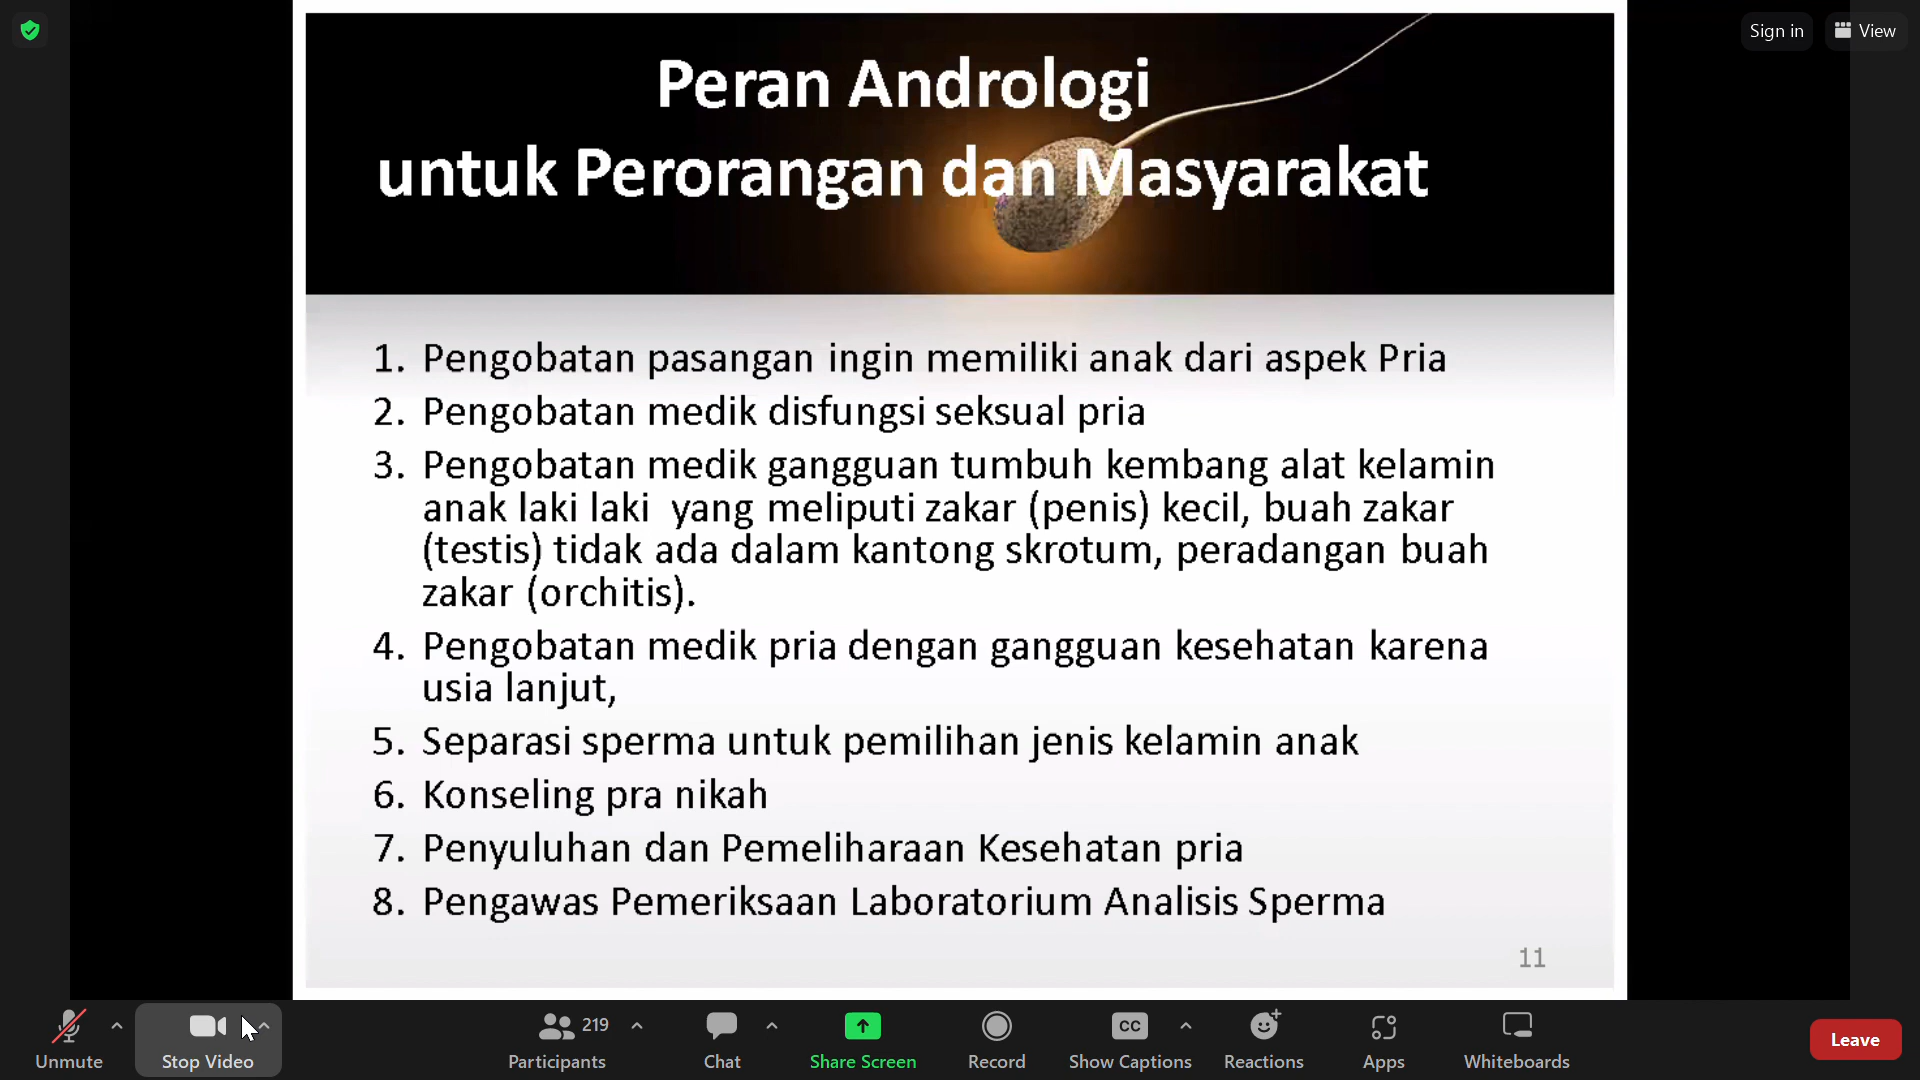 Sign in
View
Peran Andrologi
untuk Perorangan dan Masyarakat
1. Pengobatan pasangan ingin memiliki anak dari aspek Pria
2. Pengobatan medik disfungsi seksual pria
3. Pengobatan medik gangguan tumbuh kembang alat kelamin
anak laki laki yang meliputi zakar (penis) kecil, buah zakar
(testis) tidak ada dalam kantong skrotum, peradangan buah
zakar (orchitis).
4. Pengobatan medik pria dengan gangguan kesehatan karena
usia lanjut,
5. Separasi sperma untuk pemilihan jenis kelamin anak
6. Konseling pra nikah
7. Penyuluhan dan Pemeliharaan Kesehatan pria
8. Pengawas Pemeriksaan Laboratorium Analisis Sperma
11
Unmute
Stop Video
219
Participants
Chat
Share Screen
Record
CC
Show Captions
Reactions
Apps
Whiteboards
Leave